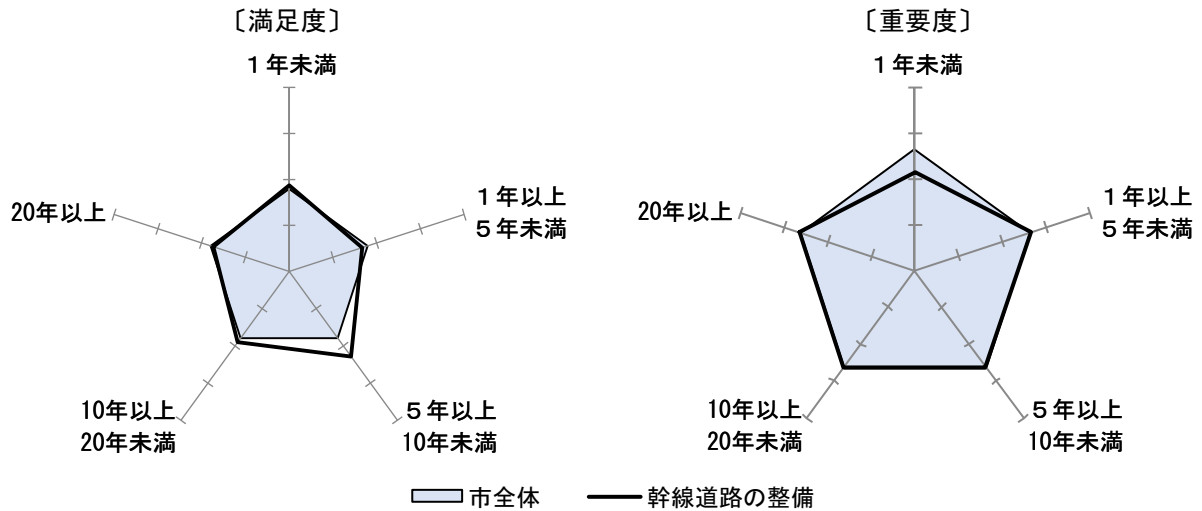 〔満足度〕
１年未満
１年以上
５年未満
５年以上
10年未満
10年以上
20年未満
20年以上
〔重要度〕
１年未満
１年以上
５年未満
５年以上
10年未満
10年以上
20年未満
20年以上
市全体
幹線道路の整備